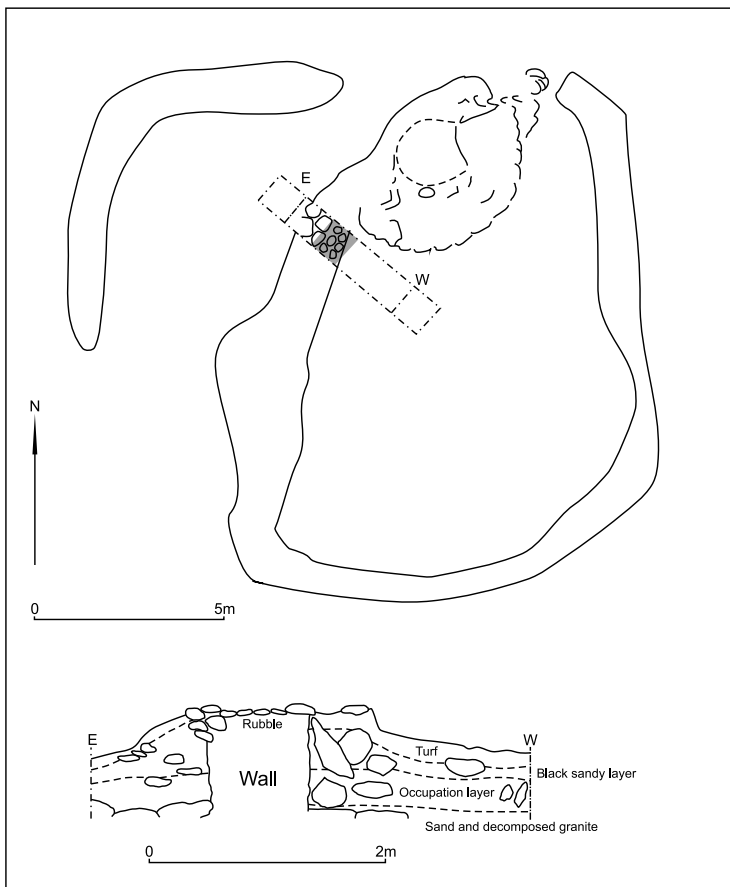 E
W
N
0 5m
E
Rubble
W
Turf
Black sandy layer
Wall
Occupation layer
Sand and decomposed granite
0 2m